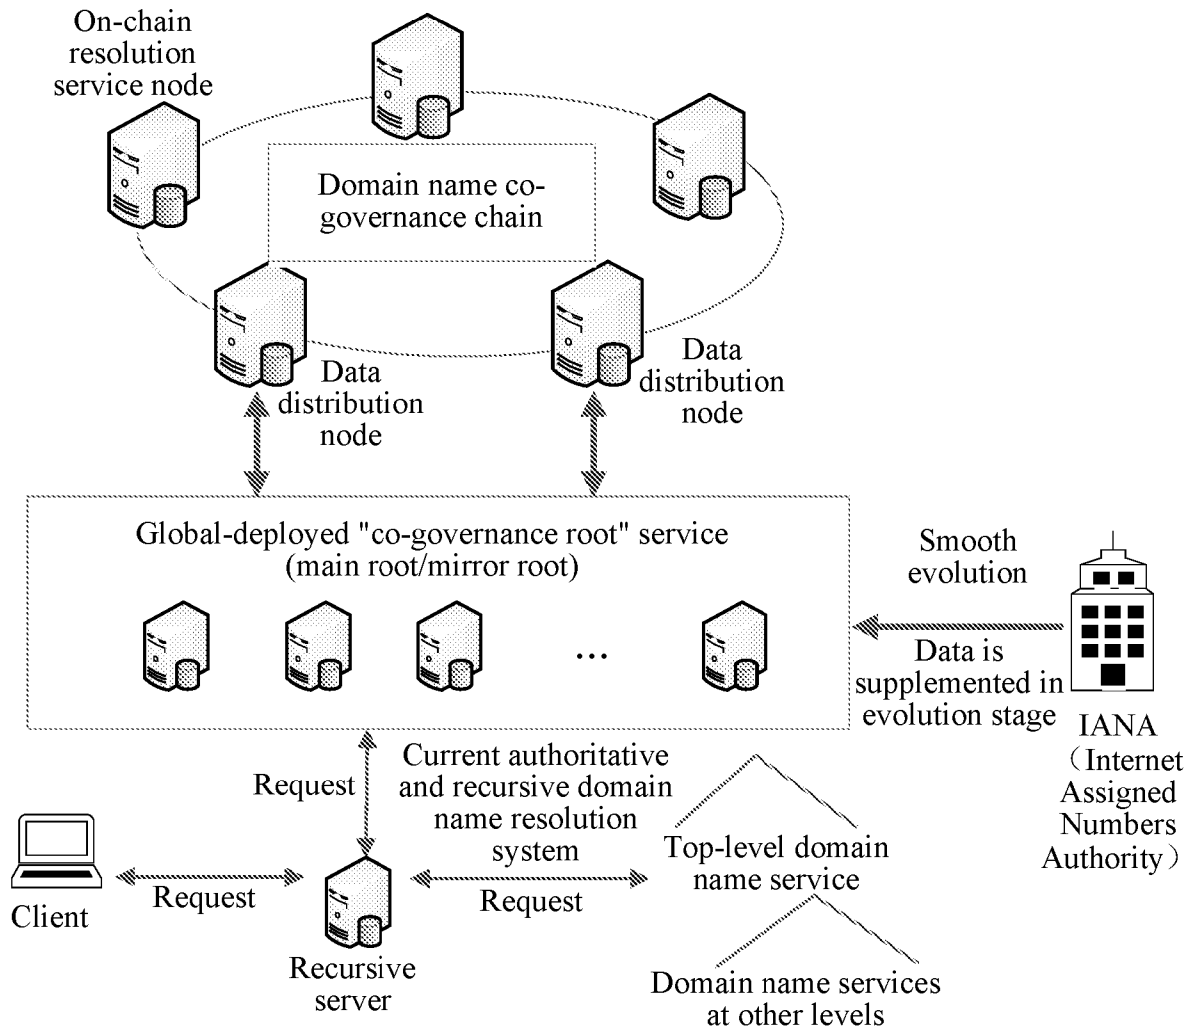 On-chain
resolution
service node
Domain name co-
governance chain
Data
distribution
node
Data
distribution
node
Global-deployed "co-governance root" service
(main root/mirror root)
...
Smooth
evolution
Data is
supplemented in
evolution stage
IANA
（Internet
Assigned
Numbers
Authority）
Request
Current authoritative
and recursive domain
name resolution
system
Client
Request
Recursive
server
Request
Top-level domain
name service
Domain name services
at other levels